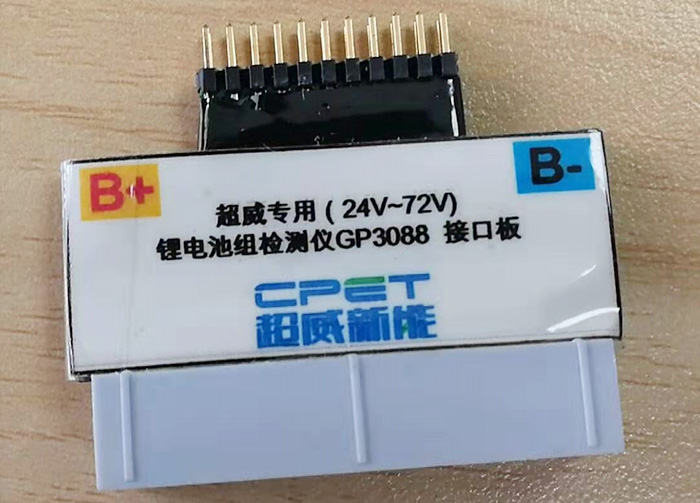 B+
B-
超威专用(24V~72V)
锂电池组检测仪GP3088 接口板
CPET
超威新能